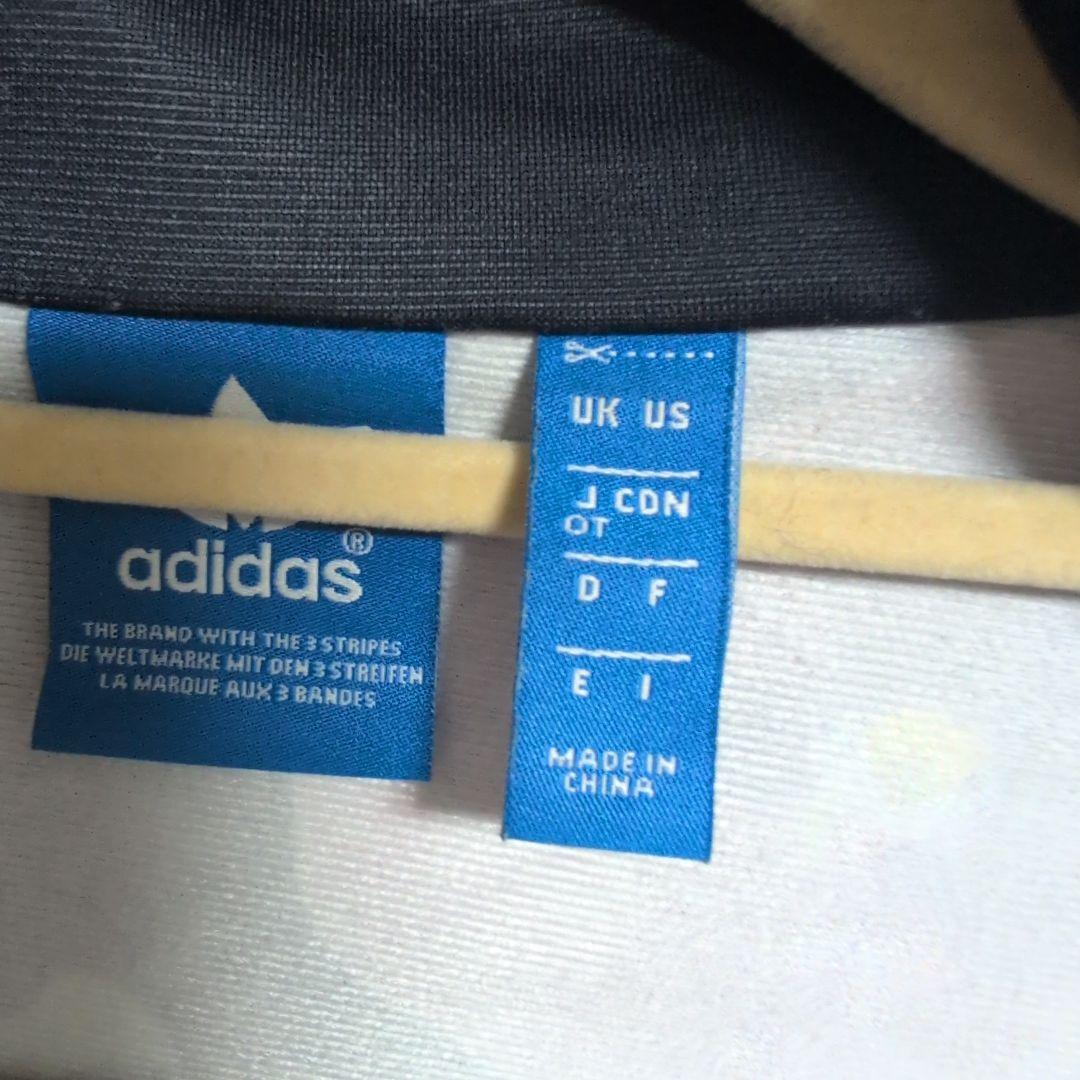 adidas®
THE BRAND WITH THE 3 STRIPES
DIE WELTMARKE MIT DEN 3 STREIFEN
LA MARQUE AUX 3 BANDES
UK US
J CDN
OT
D F
E I
MADE IN
CHINA